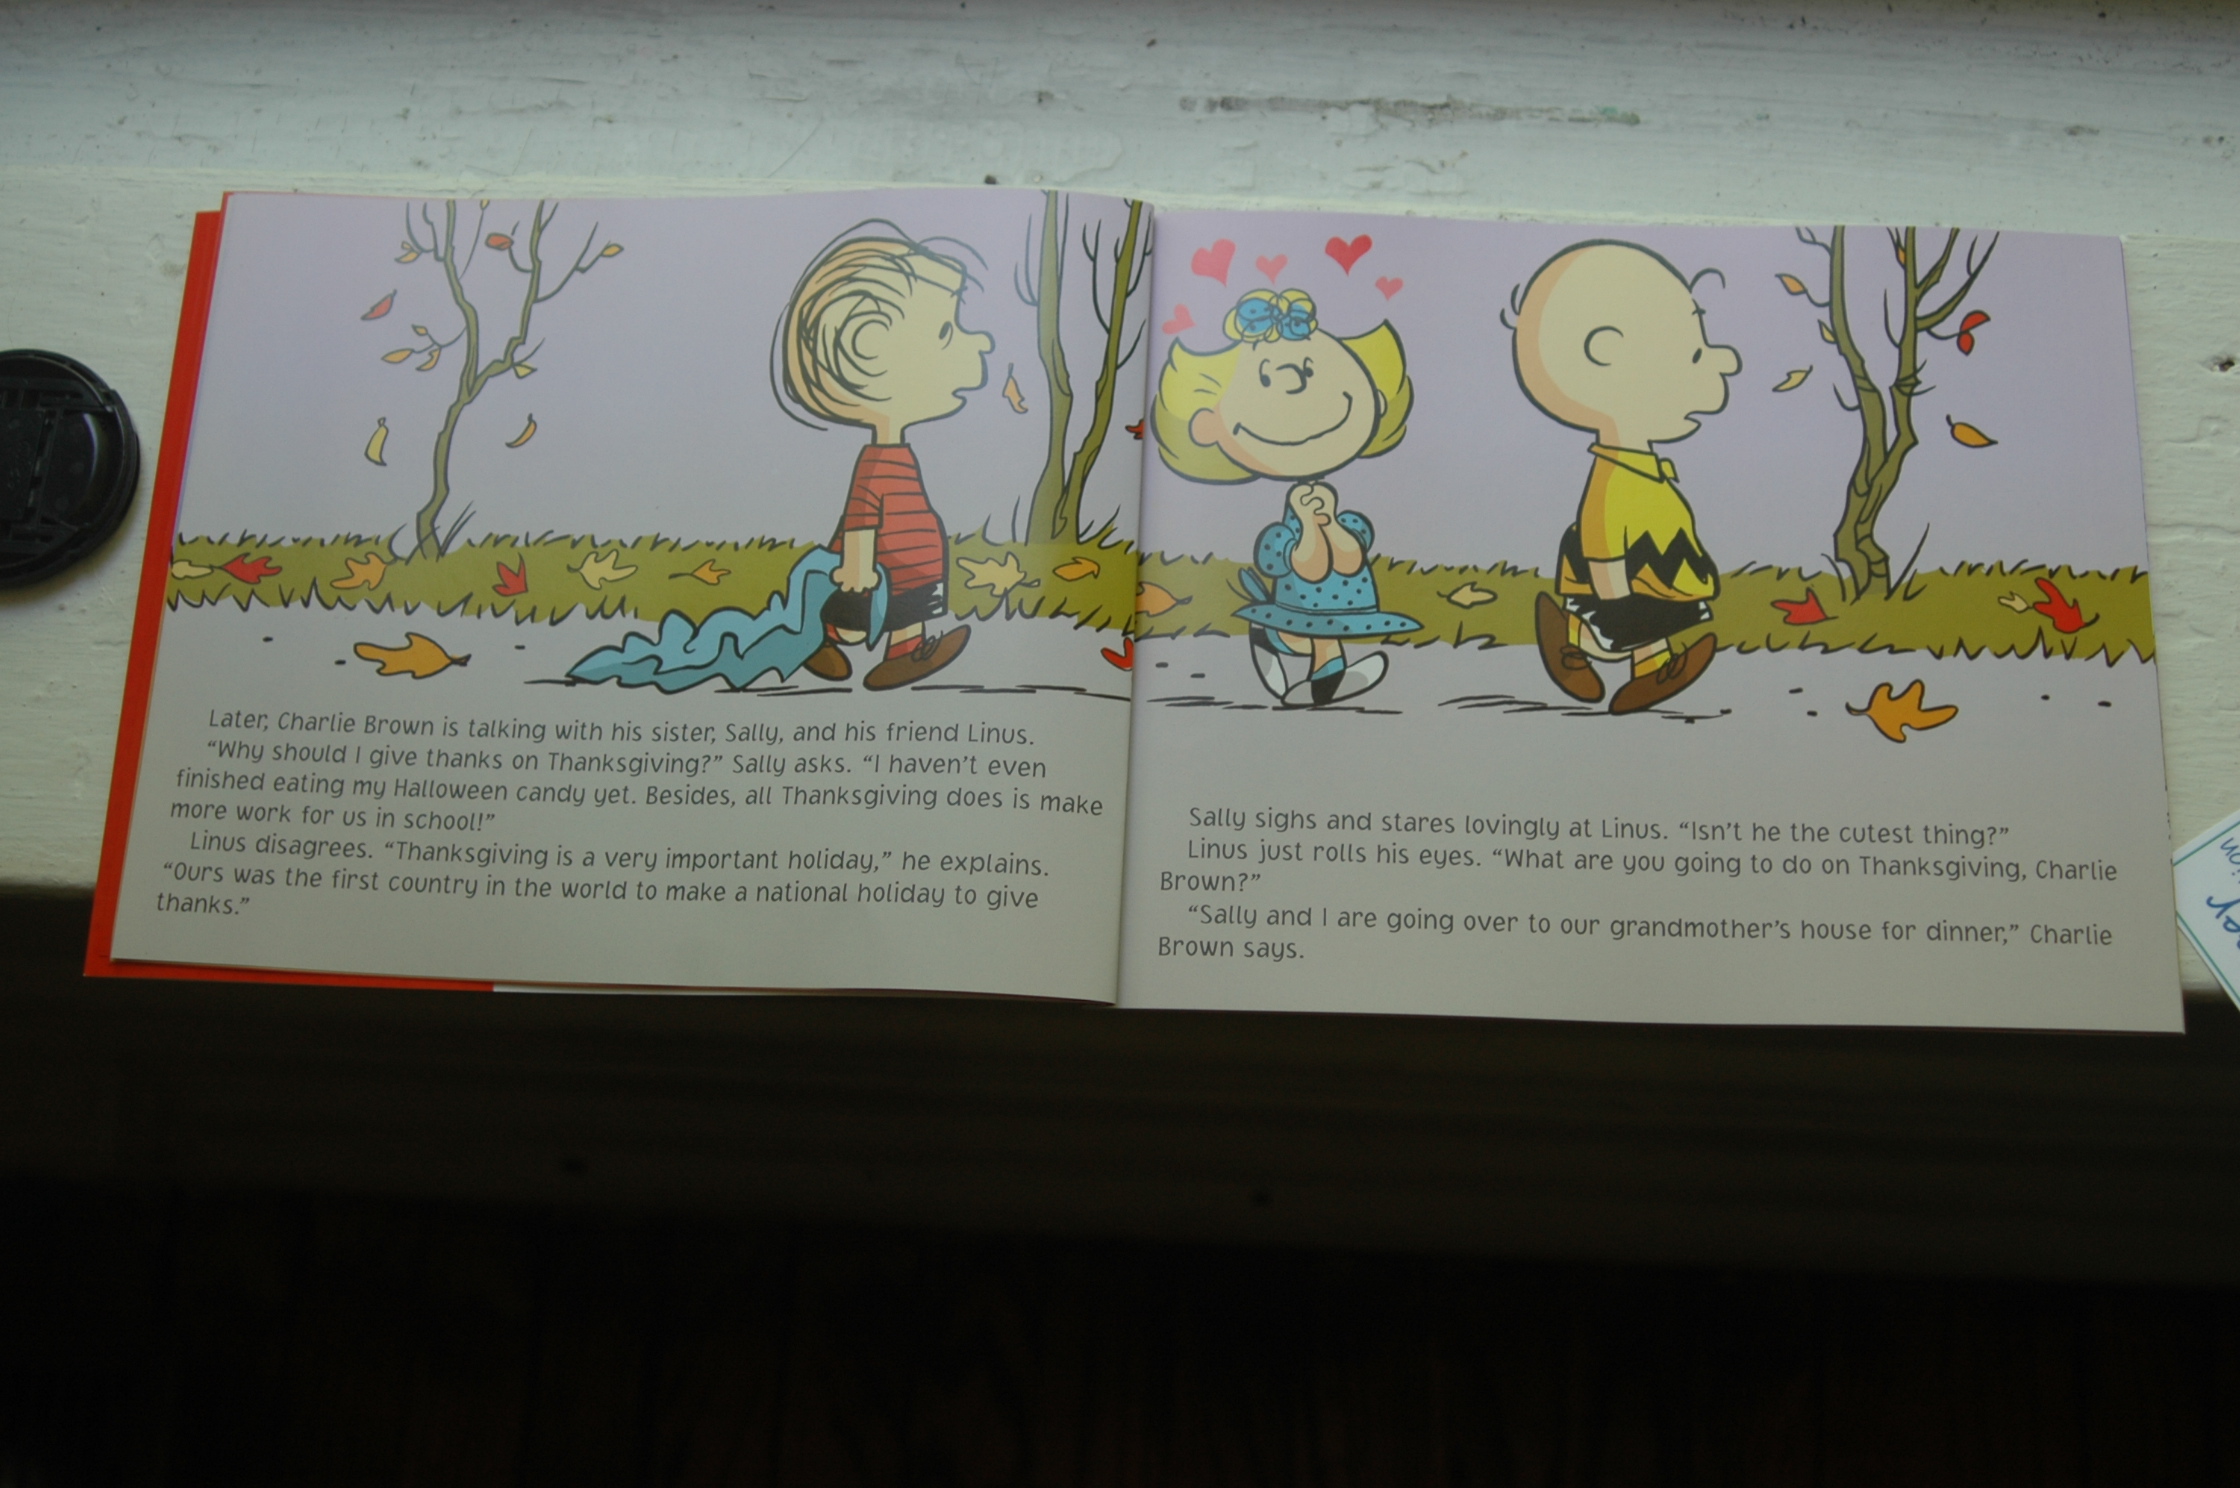 Later, Charlie Brown is talking with his sister, Sally, and his friend Linus.
“Why should I give thanks on Thanksgiving?” Sally asks. “I haven’t even
finished eating my Halloween candy yet. Besides, all Thanksgiving does is make
more work for us in school!”
Linus disagrees. “Thanksgiving is a very important holiday,” he explains.
“Ours was the first country in the world to make a national holiday to give
thanks.”
Sally sighs and stares lovingly at Linus. “Isn’t he the cutest thing?”
Linus just rolls his eyes. “What are you going to do on Thanksgiving, Charlie
Brown?”
“Sally and I are going over to our grandmother’s house for dinner,” Charlie
Brown says.